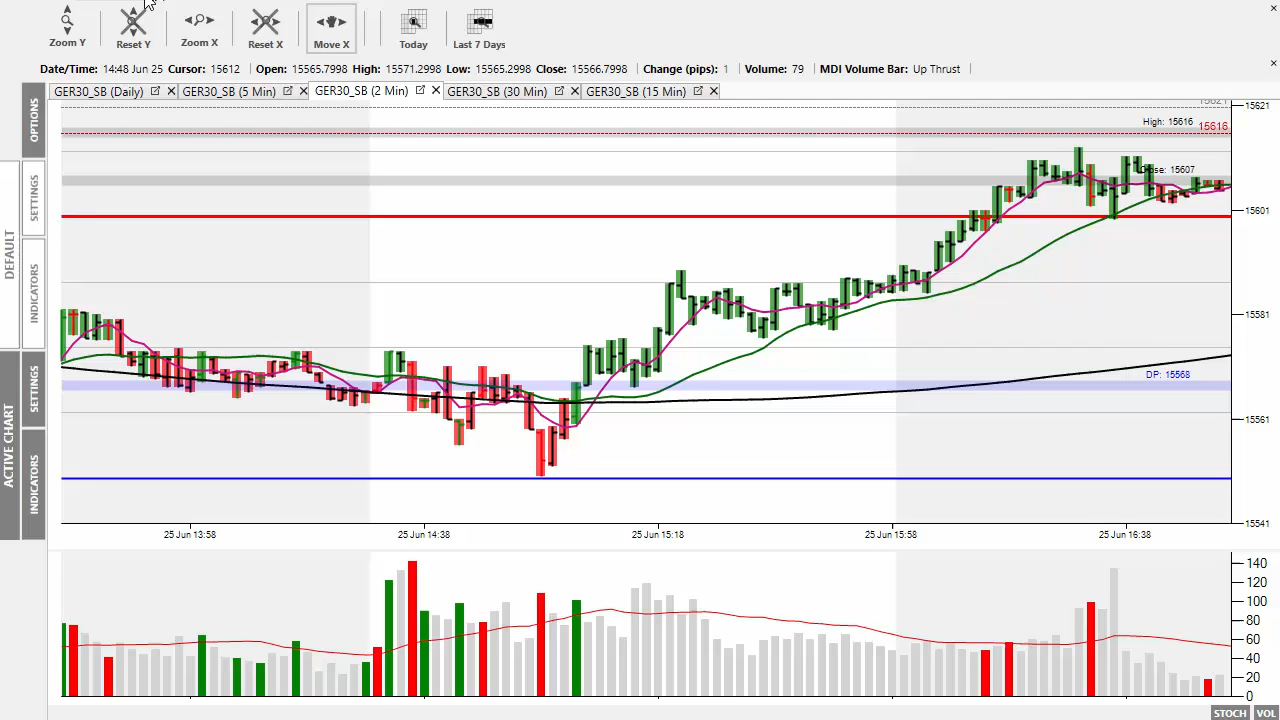 Zoom Y
Reset Y
Zoom X
Reset X
Move X
Today
Last 7 Days
Date/Time: 14:48 Jun 25 Cursor: 15612 Open: 15565.7998 High: 15571.2998 Low: 15565.2998 Close: 15566.7998 Change (pips): 1 Volume: 79 MDI Volume Bar: Up Thrust
GER30_SB (Daily) GER30_SB (5 Min) GER30_SB (2 Min) GER30_SB (30 Min) GER30_SB (15 Min)
OPTIONS
SETTINGS
INDICATORS
DEFAULT
SETTINGS
INDICATORS
ACTIVE CHART
15621
15621
High: 15616
15616
Close: 15607
15601
15581
DP: 15568
15561
15541
25 Jun 13:58
25 Jun 14:38
25 Jun 15:18
25 Jun 15:58
25 Jun 16:38
140
120
100
80
60
40
20
0
STOCH VOL